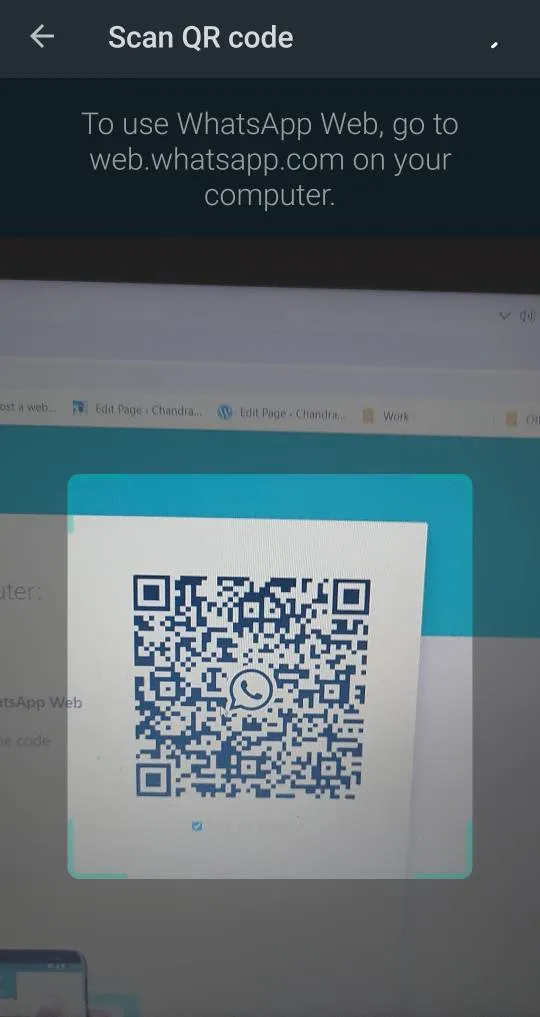 Scan QR code
To use WhatsApp Web, go to
web.whatsapp.com on your
computer.
ost a web... Edit Page ‹ Chandra... Edit Page ‹ Chandra... Work
uter:
atsApp Web
he code